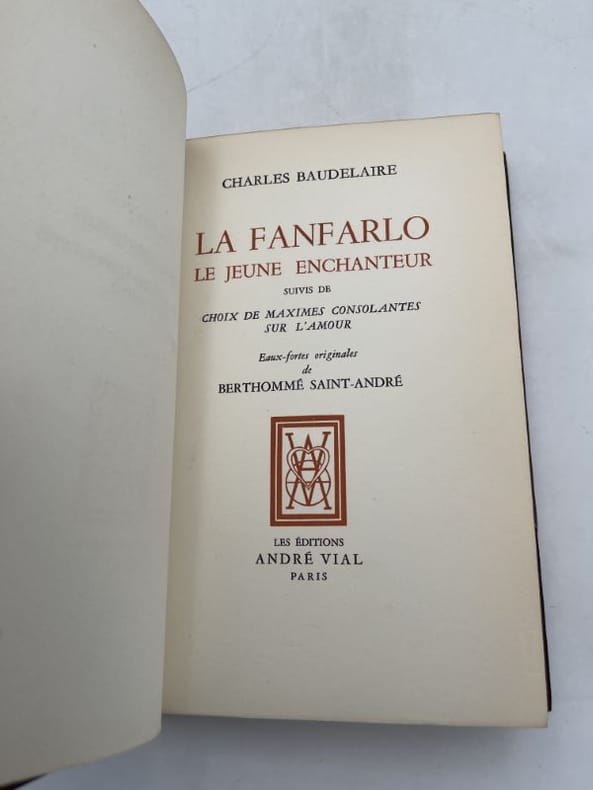 CHARLES BAUDELAIRE
LA FANFARLO
LE JEUNE ENCHANTEUR
SUIVIS DE
CHOIX DE MAXIMES CONSOLANTES
SUR L'AMOUR
Eaux-fortes originales
de
BERTHOMMÉ SAINT-ANDRÉ
LES ÉDITIONS
ANDRÉ VIAL
PARIS